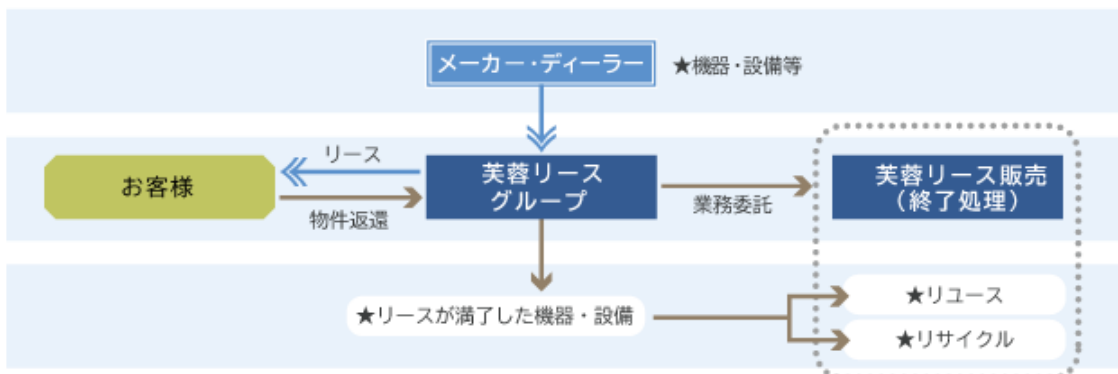 メーカー・ディーラー
★機器・設備等
リース
お客様
芙蓉リース
グループ
芙蓉リース販売
(終了処理)
物件返還
業務委託
★リースが満了した機器・設備
★リユース
★リサイクル